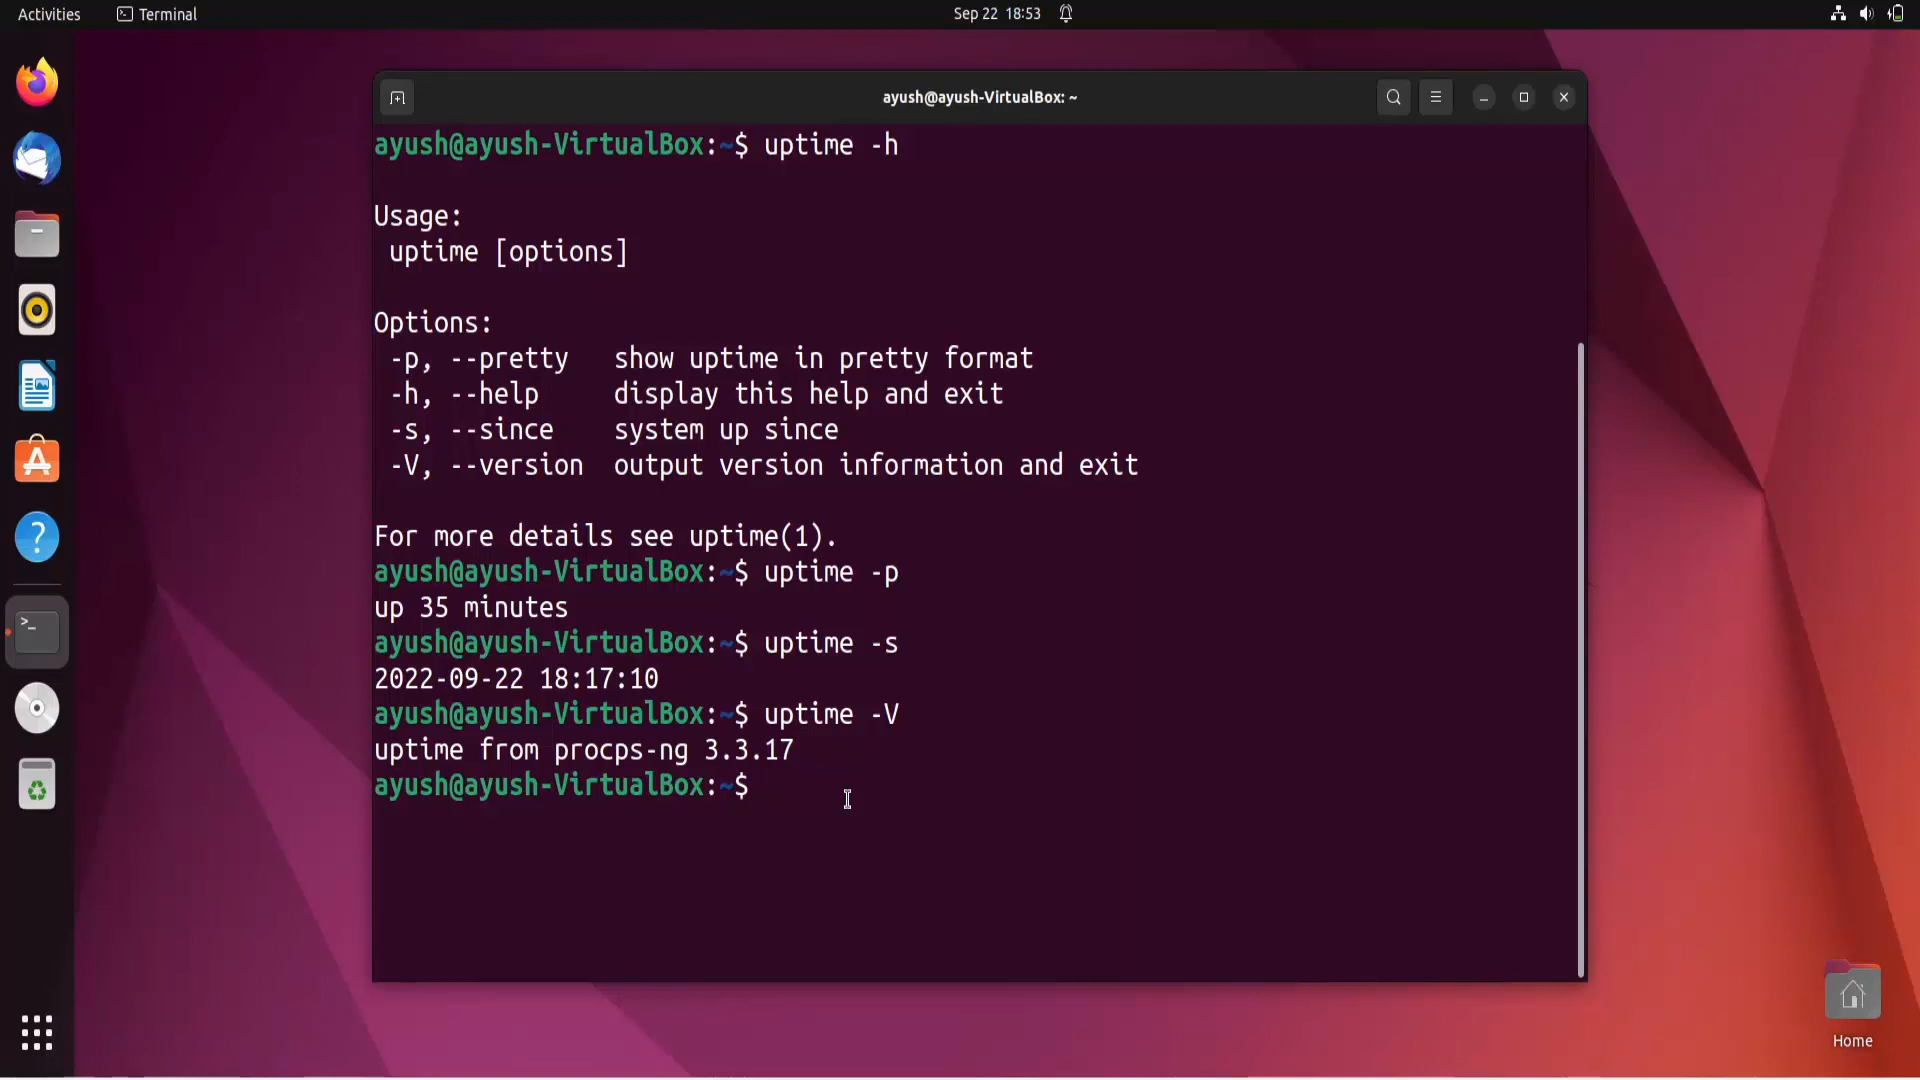 Activities
Terminal
Sep 22 18:53
ayush@ayush-VirtualBox: ~
ayush@ayush-VirtualBox:~$ uptime -h
Usage:
uptime [options]
Options:
-p, --pretty show uptime in pretty format
-h, --help display this help and exit
-s, --since system up since
-V, --version output version information and exit
For more details see uptime(1).
ayush@ayush-VirtualBox:~$ uptime -p
up 35 minutes
ayush@ayush-VirtualBox:~$ uptime -s
2022-09-22 18:17:10
ayush@ayush-VirtualBox:~$ uptime -V
uptime from procps-ng 3.3.17
ayush@ayush-VirtualBox:~$
Home